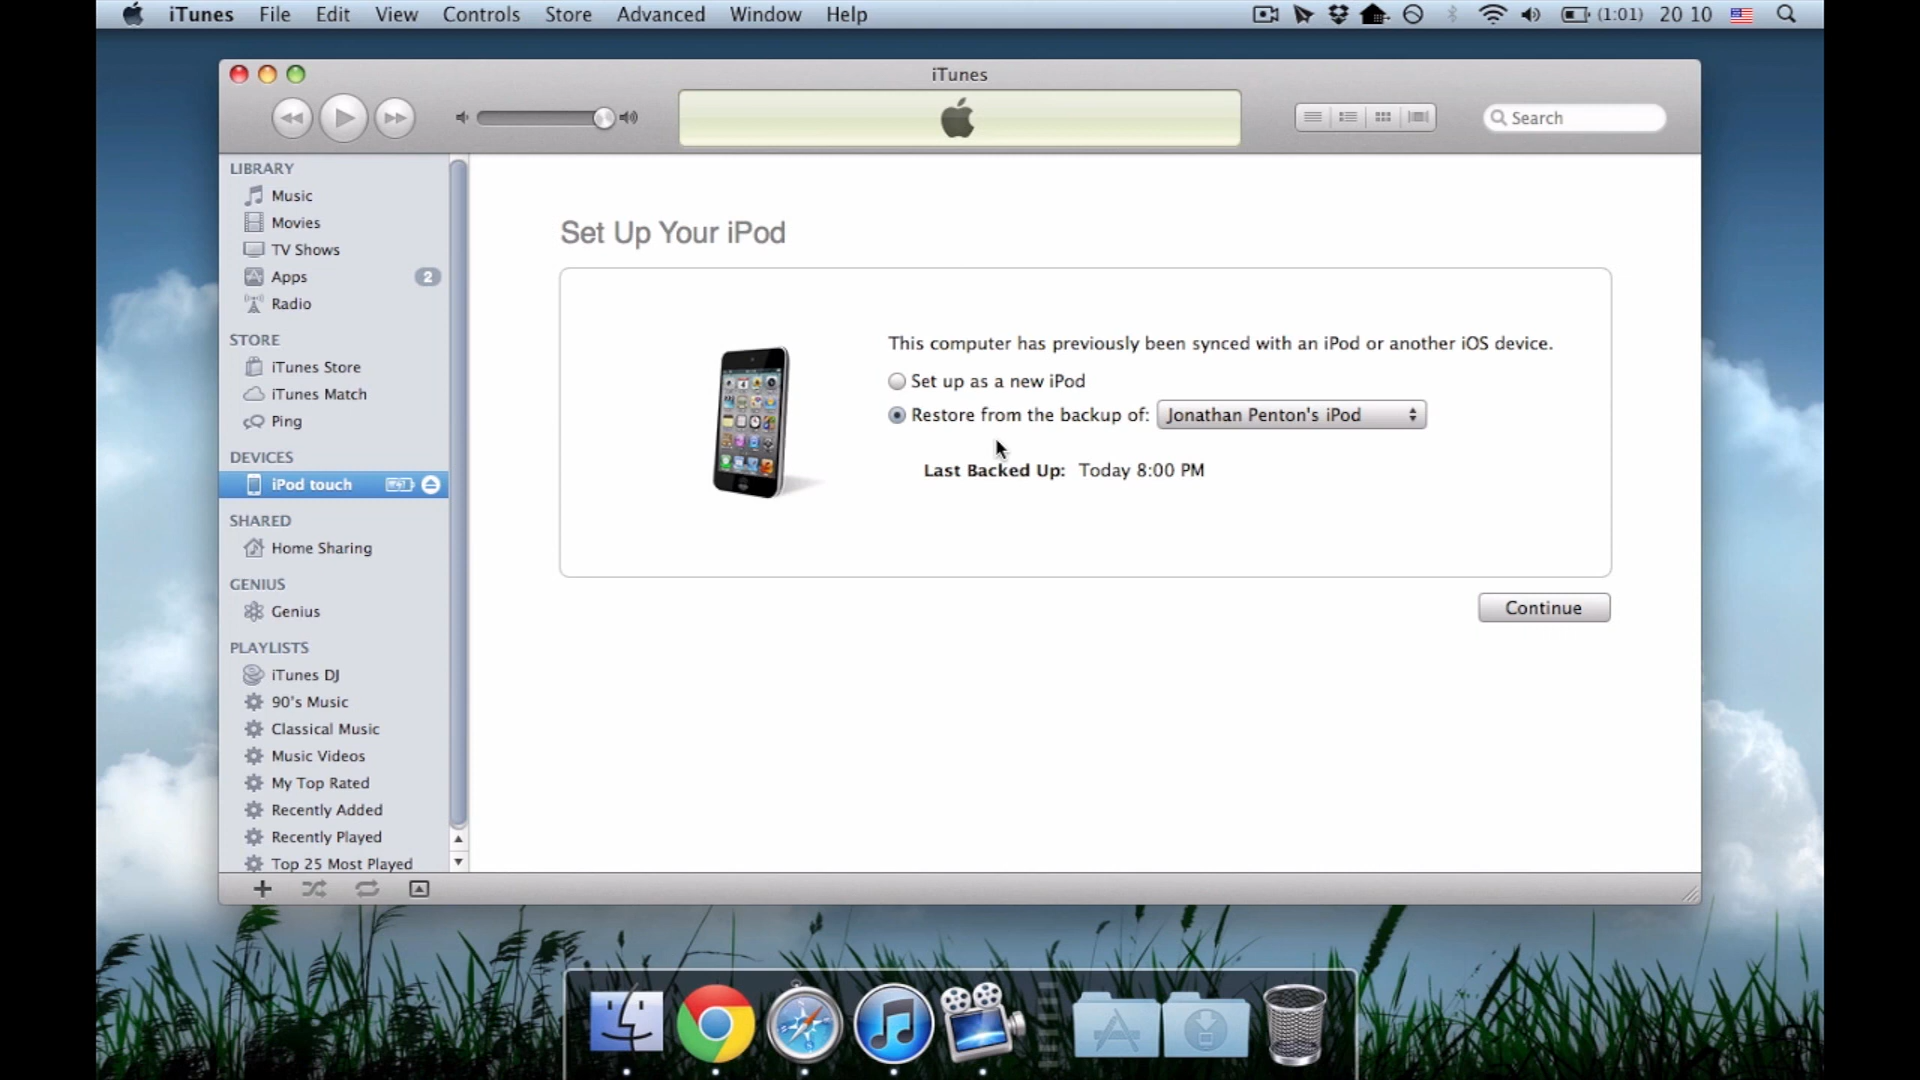 iTunes File Edit View Controls Store Advanced Window Help (1:01) 20 10
iTunes
Search
LIBRARY
Music
Movies
TV Shows
Apps 2
Radio
STORE
iTunes Store
iTunes Match
Ping
DEVICES
iPod touch
SHARED
Home Sharing
GENIUS
Genius
PLAYLISTS
iTunes DJ
90's Music
Classical Music
Music Videos
My Top Rated
Recently Added
Recently Played
Top 25 Most Played
Set Up Your iPod
This computer has previously been synced with an iPod or another iOS device.
Set up as a new iPod
Restore from the backup of: Jonathan Penton's iPod
Last Backed Up: Today 8:00 PM
Continue